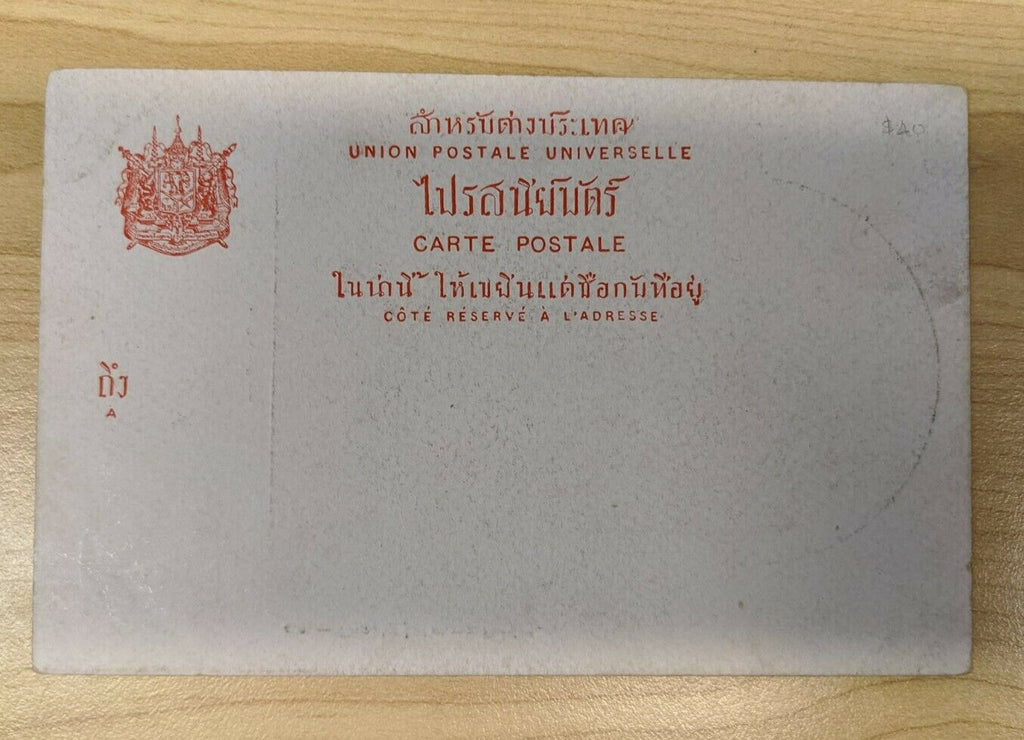 สำหรับต่างประเทศ
UNION POSTALE UNIVERSELLE
ไปรสนีย์บัตร์
CARTE POSTALE
ในน่านี้ ให้เขยีนแต่ชื่อกับที่อยู่
CÔTÉ RÉSERVÉ À L'ADRESSE
ถึง
A
$40